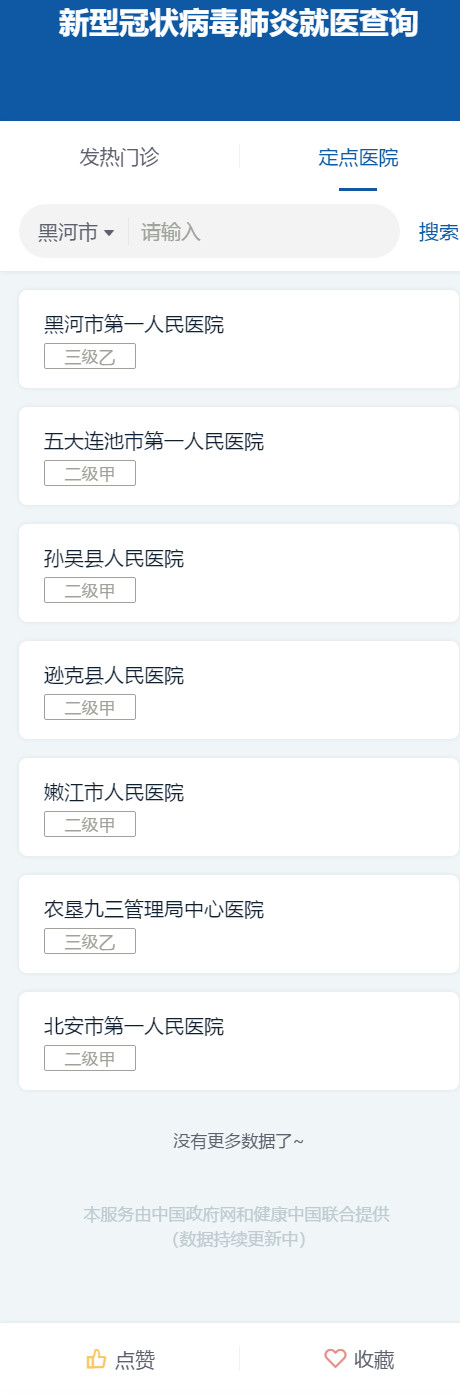 新型冠状病毒肺炎就医查询
发热门诊
定点医院
黑河市
请输入
搜索
黑河市第一人民医院
三级乙
五大连池市第一人民医院
二级甲
孙吴县人民医院
二级甲
逊克县人民医院
二级甲
嫩江市人民医院
二级甲
农垦九三管理局中心医院
三级乙
北安市第一人民医院
二级甲
没有更多数据了~
本服务由中国政府网和健康中国联合提供
(数据持续更新中)
点赞
收藏